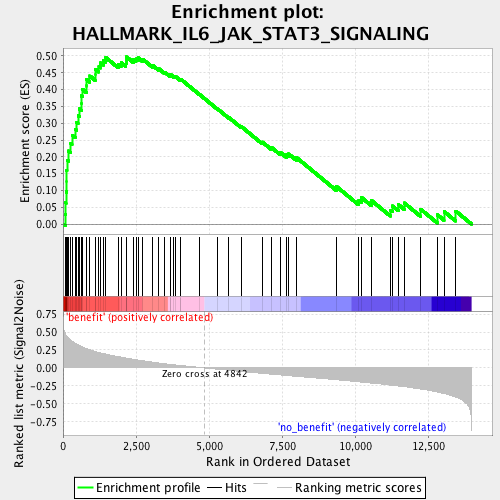 Enrichment plot:
HALLMARK_IL6_JAK_STAT3_SIGNALING
Enrichment score (ES)
0.50
0.45
0.40
0.35
0.30
0.25
0.20
0.15
0.10
0.05
0.00
Ranked list metric (Signal2Noise)
0.75
0.50
0.25
0.00
-0.25
-0.50
-0.75
'benefit' (positively correlated)
Zero cross at 4842
'no_benefit' (negatively correlated)
0
2,500
5,000
7,500
10,000
12,500
Rank in Ordered Dataset
Enrichment profile
Hits
Ranking metric scores